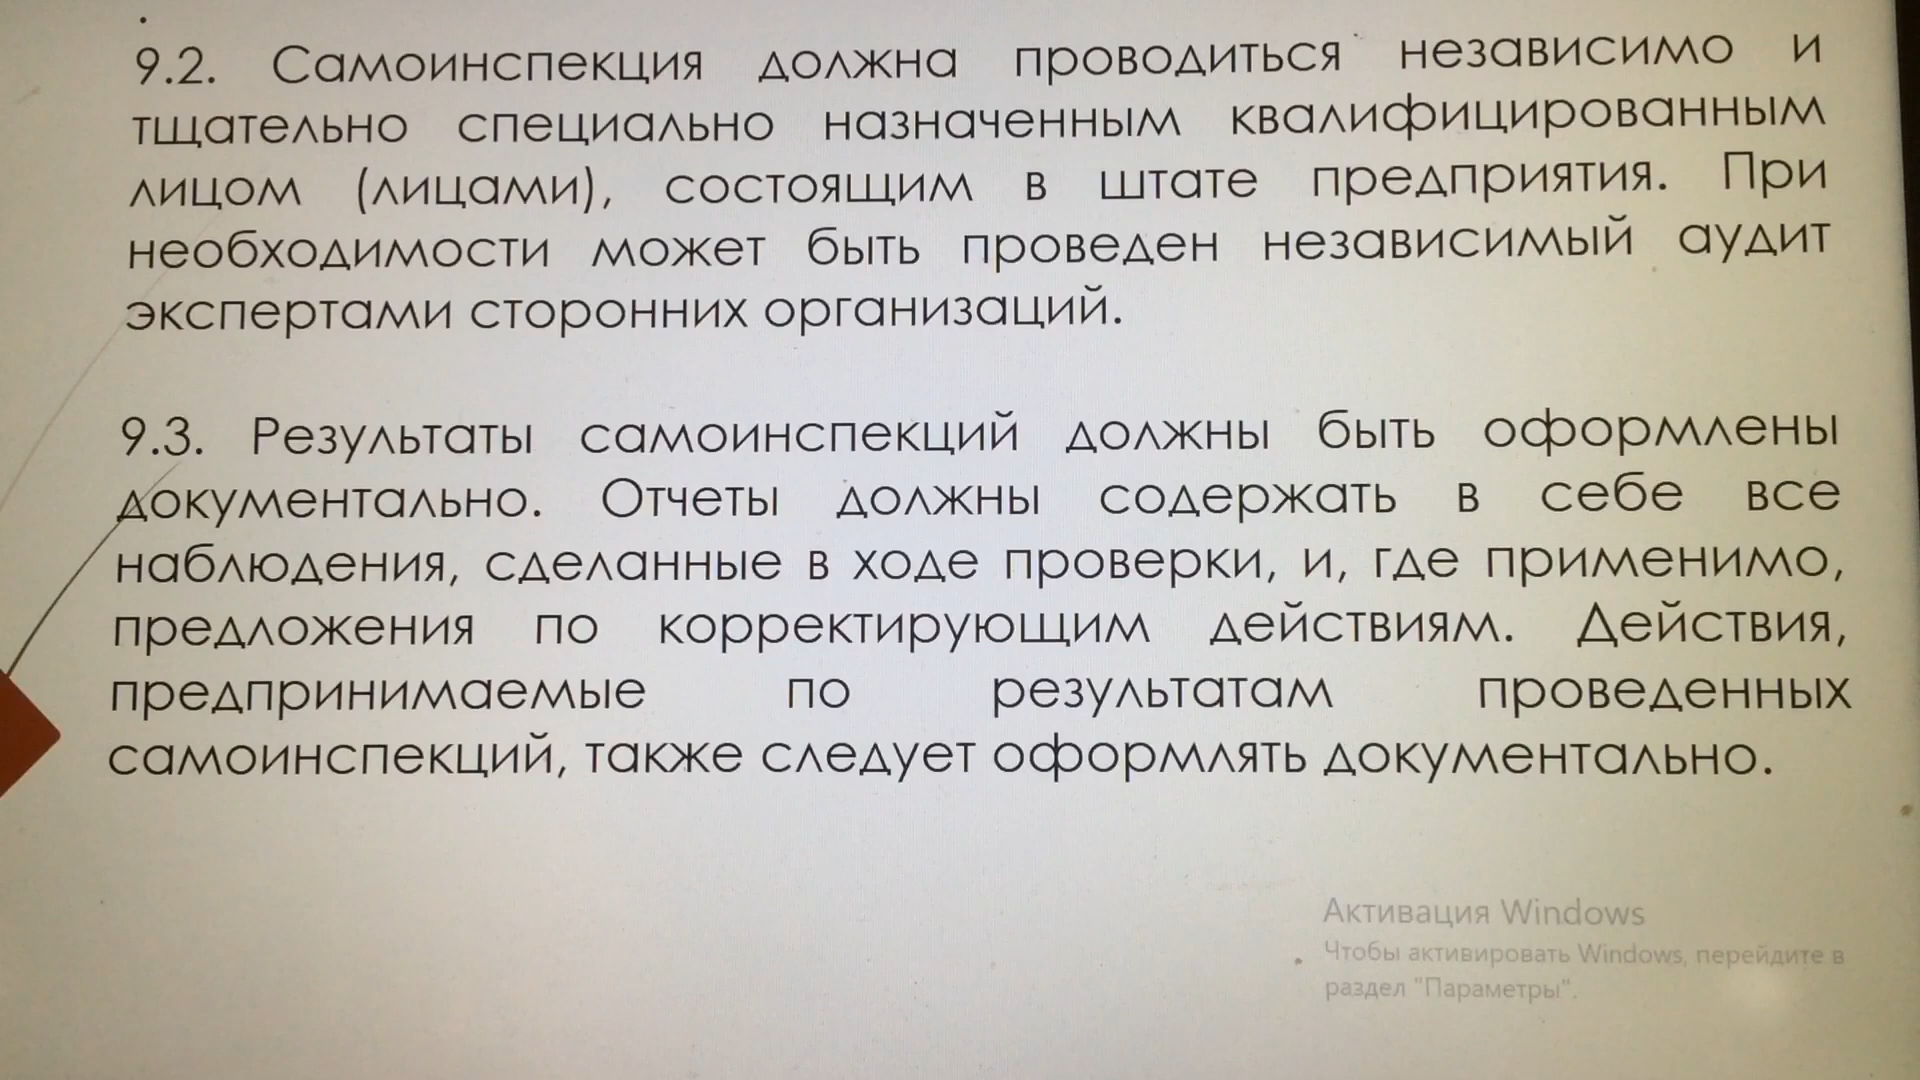 9.2. Самоинспекция должна проводиться независимо и
тщательно специально назначенным квалифицированным
лицом (лицами), состоящим в штате предприятия. При
необходимости может быть проведен независимый аудит
экспертами сторонних организаций.
9.3. Результаты самоинспекций должны быть оформлены
документально. Отчеты должны содержать в себе все
наблюдения, сделанные в ходе проверки, и, где применимо,
предложения по корректирующим действиям. Действия,
предпринимаемые по результатам проведенных
самоинспекций, также следует оформлять документально.
Активация Windows
Чтобы активировать Windows, перейдите в
раздел "Параметры".